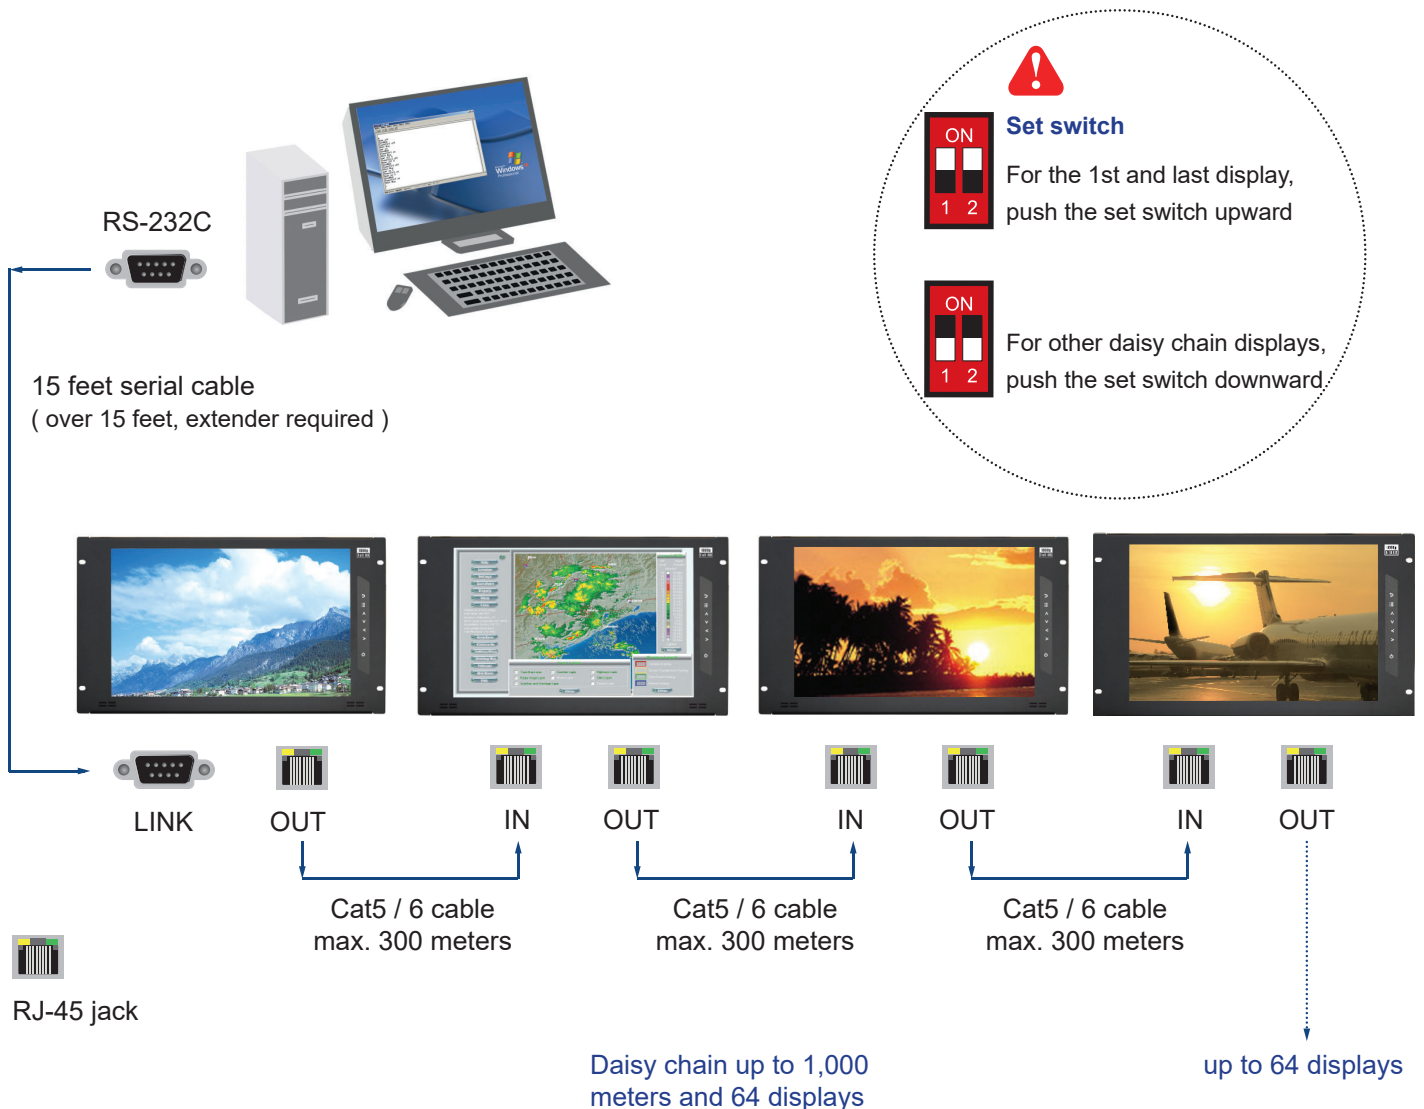 ON
1 2
Set switch
For the 1st and last display,
push the set switch upward
ON
1 2
For other daisy chain displays,
push the set switch downward.
RS-232C
Windows
15 feet serial cable
( over 15 feet, extender required )
LINK
OUT
IN
OUT
IN
OUT
IN
OUT
Cat5 / 6 cable
max. 300 meters
Cat5 / 6 cable
max. 300 meters
Cat5 / 6 cable
max. 300 meters
RJ-45 jack
Daisy chain up to 1,000
meters and 64 displays
up to 64 displays